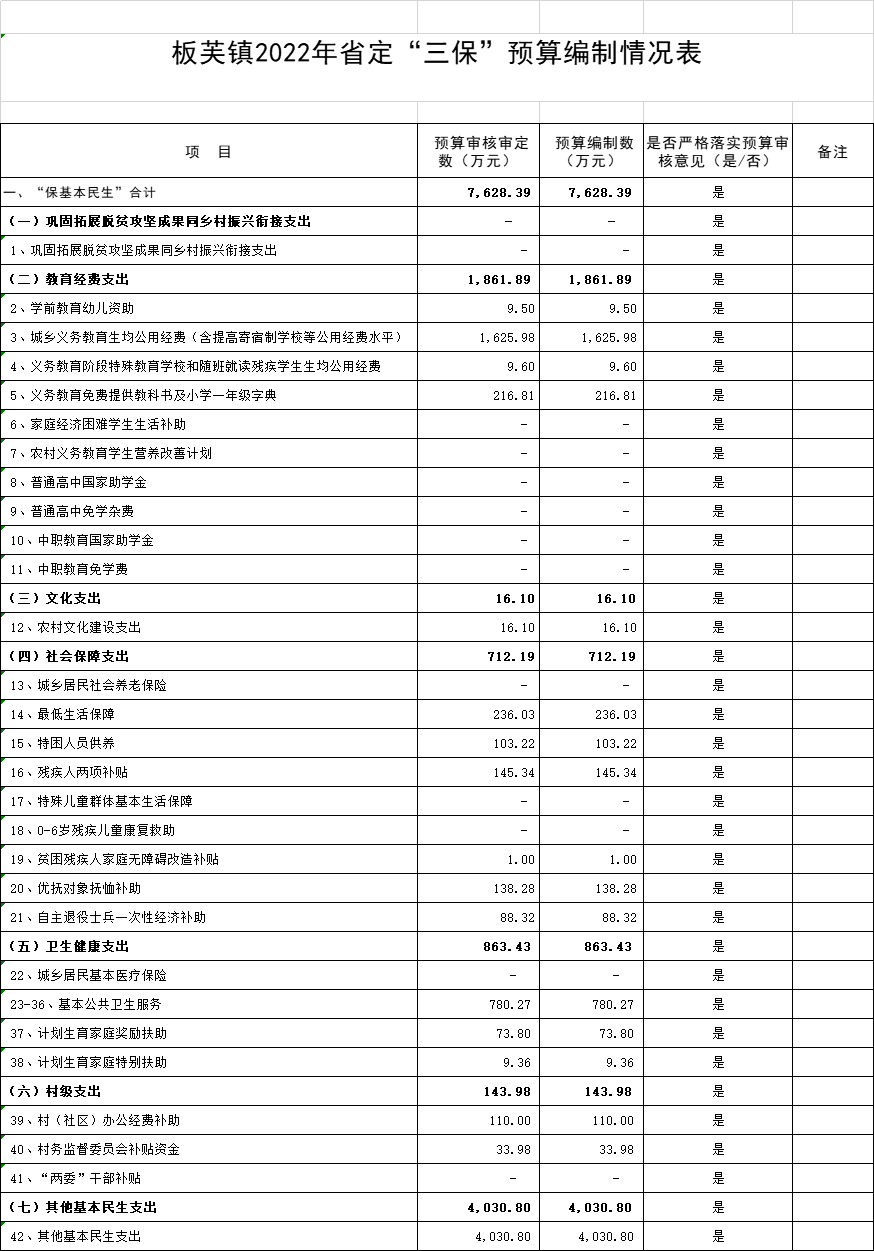 板芙镇2022年省定“三保”预算编制情况表
项 目 预算审核审定数（万元） 预算编制数（万元） 是否严格落实预算审核意见（是/否） 备注
一、“保基本民生”合计 7,628.39 7,628.39 是
（一）巩固拓展脱贫攻坚成果同乡村振兴衔接支出 - - 是
1、巩固拓展脱贫攻坚成果同乡村振兴衔接支出 - - 是
（二）教育经费支出 1,861.89 1,861.89 是
2、学前教育幼儿资助 9.50 9.50 是
3、城乡义务教育生均公用经费（含提高寄宿制学校等公用经费水平） 1,625.98 1,625.98 是
4、义务教育阶段特殊教育学校和随班就读残疾学生生均公用经费 9.60 9.60 是
5、义务教育免费提供教科书及小学一年级字典 216.81 216.81 是
6、家庭经济困难学生生活补助 - - 是
7、农村义务教育学生营养改善计划 - - 是
8、普通高中国家助学金 - - 是
9、普通高中免学杂费 - - 是
10、中职教育国家助学金 - - 是
11、中职教育免学费 - - 是
（三）文化支出 16.10 16.10 是
12、农村文化建设支出 16.10 16.10 是
（四）社会保障支出 712.19 712.19 是
13、城乡居民社会养老保险 - - 是
14、最低生活保障 236.03 236.03 是
15、特困人员供养 103.22 103.22 是
16、残疾人两项补贴 145.34 145.34 是
17、特殊儿童群体基本生活保障 - - 是
18、0-6岁残疾儿童康复救助 - - 是
19、贫困残疾人家庭无障碍改造补贴 1.00 1.00 是
20、优抚对象抚恤补助 138.28 138.28 是
21、自主退役士兵一次性经济补助 88.32 88.32 是
（五）卫生健康支出 863.43 863.43 是
22、城乡居民基本医疗保险 - - 是
23-36、基本公共卫生服务 780.27 780.27 是
37、计划生育家庭奖励扶助 73.80 73.80 是
38、计划生育家庭特别扶助 9.36 9.36 是
（六）村级支出 143.98 143.98 是
39、村（社区）办公经费补助 110.00 110.00 是
40、村务监督委员会补贴资金 33.98 33.98 是
41、“两委”干部补贴 - - 是
（七）其他基本民生支出 4,030.80 4,030.80 是
42、其他基本民生支出 4,030.80 4,030.80 是